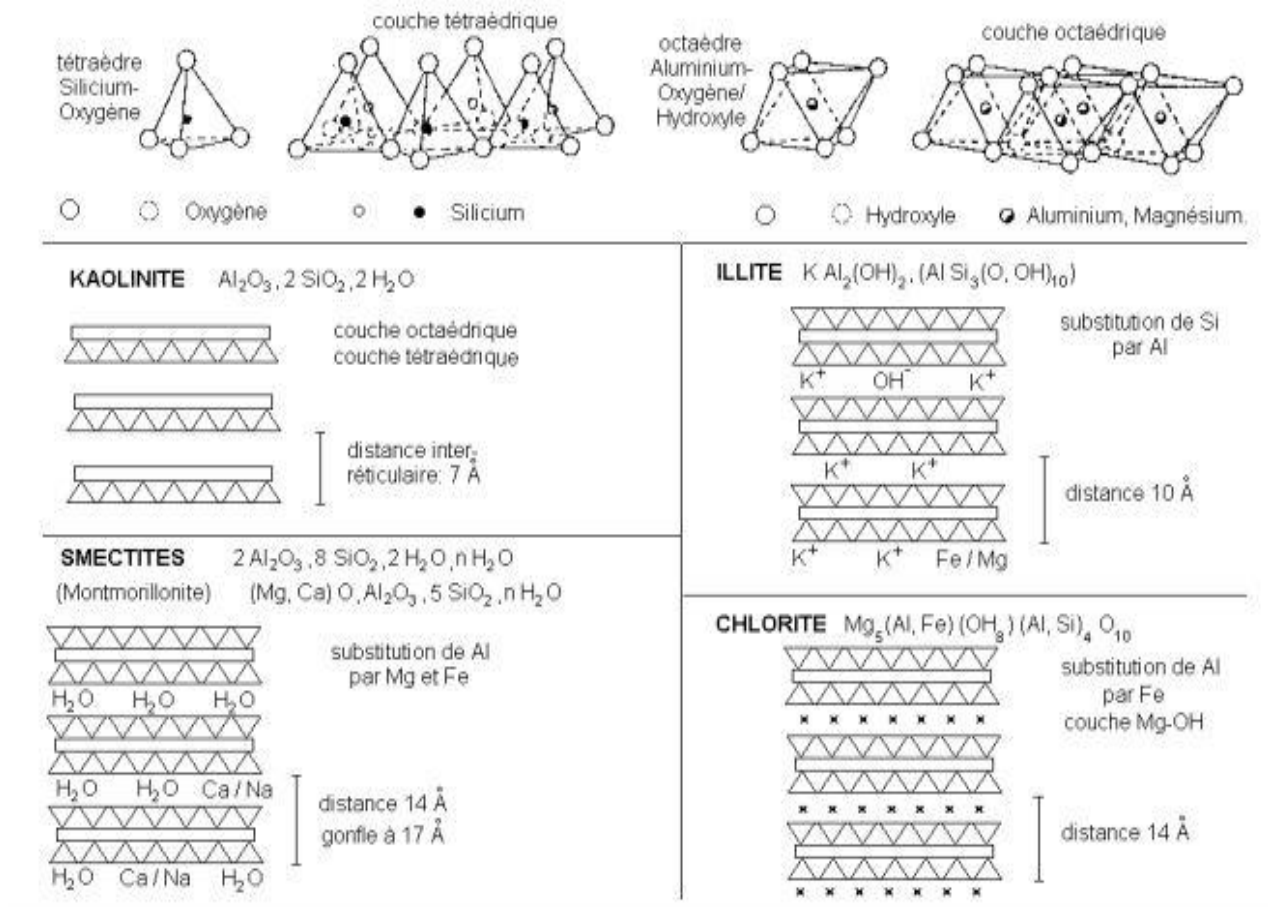 couche tétraèdrique
tétraèdre
Silicium-
Oxygène
octaèdre
Aluminium-
Oxygène/
Hydroxyle
couche octaédrique
Oxygène
Silicium
Hydroxyle
Aluminium, Magnésium.
KAOLINITE Al₂O₃, 2 SiO₂, 2 H₂O
couche octaédrique
couche tétraédrique
distance inter-
réticulaire: 7 Å
ILLITE K Al₂(OH)₂, (Al Si₃(O, OH)₁₀)
substitution de Si
par Al
K⁺ OH⁻ K⁺
K⁺ K⁺
distance 10 Å
K⁺ K⁺ Fe / Mg
SMECTITES 2 Al₂O₃, 8 SiO₂, 2 H₂O, n H₂O
(Montmorillonite) (Mg, Ca) O, Al₂O₃, 5 SiO₂, n H₂O
substitution de Al
par Mg et Fe
H₂O H₂O H₂O
H₂O H₂O Ca / Na
distance 14 Å
gonfle à 17 Å
H₂O Ca / Na H₂O
CHLORITE Mg₅(Al, Fe) (OH₈) (Al, Si)₄ O₁₀
substitution de Al
par Fe
couche Mg-OH
distance 14 Å